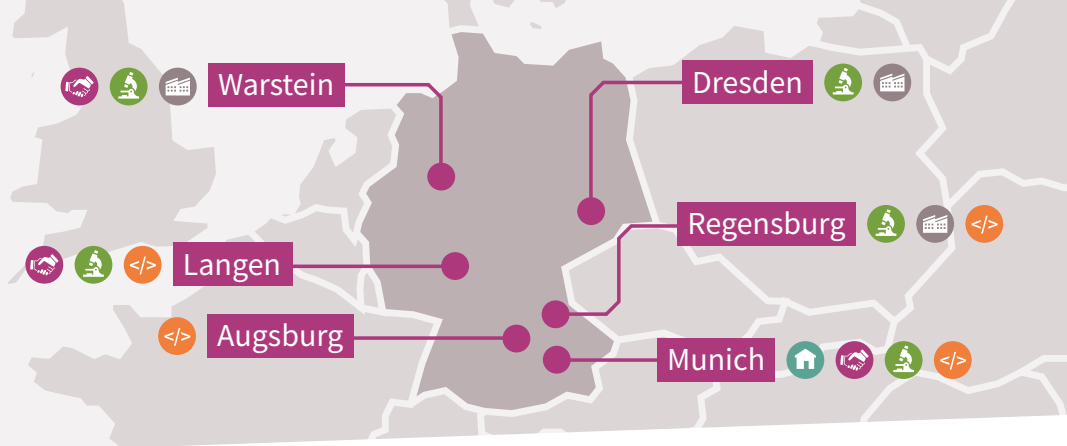 Warstein
Dresden
Regensburg
</>
Langen
</>
Augsburg
</>
Munich
</>